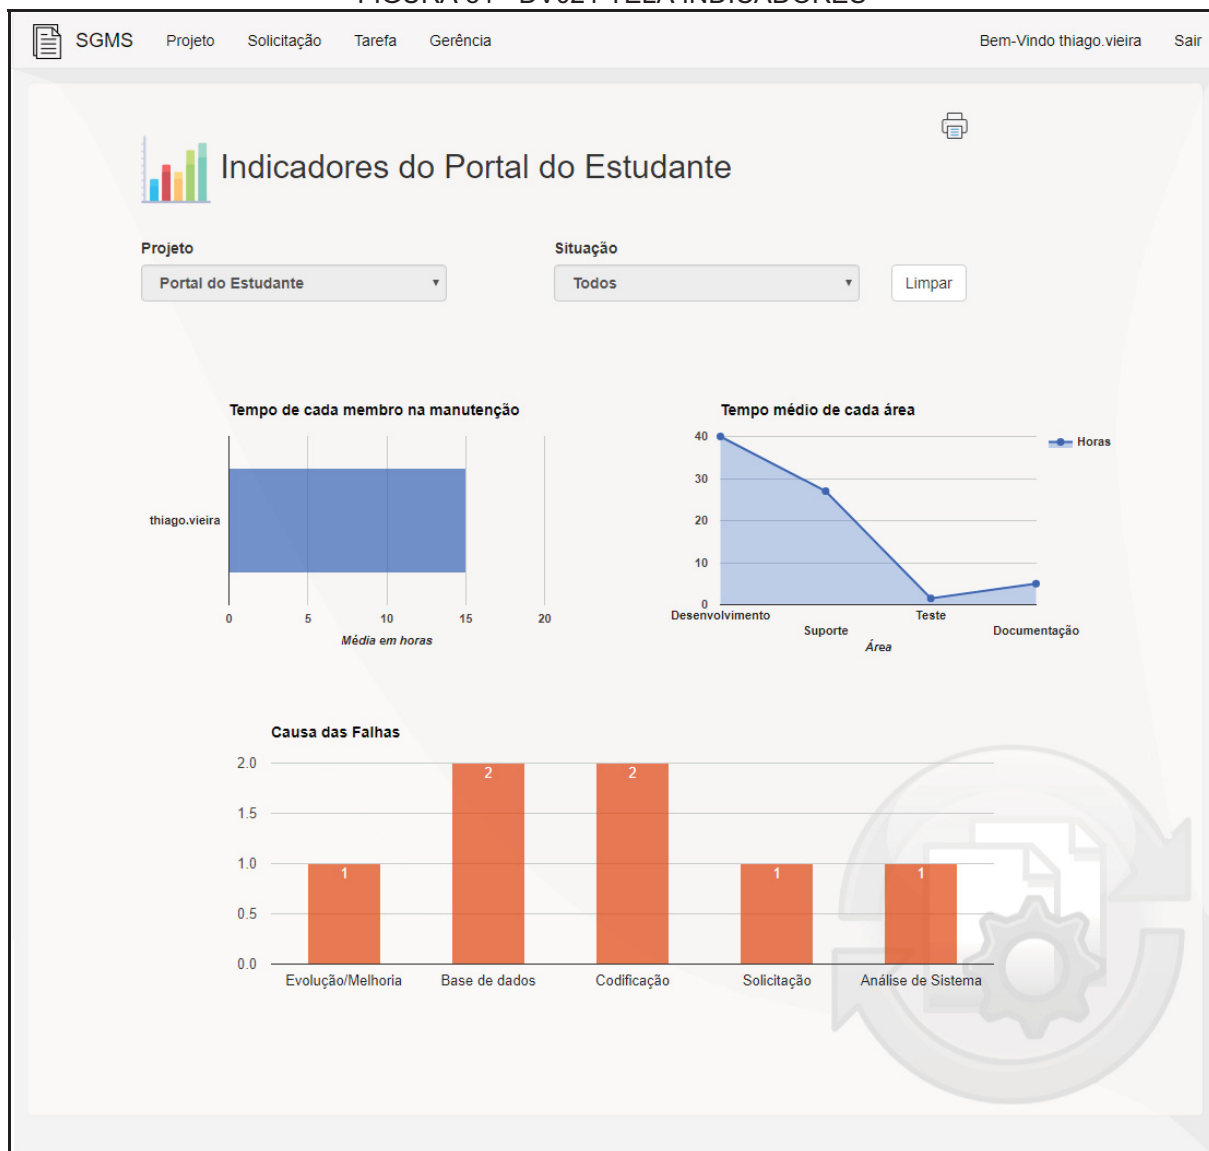 SGMS Projeto Solicitação Tarefa Gerência Bem-Vindo thiago.vieira Sair
Indicadores do Portal do Estudante
Projeto Situação
Portal do Estudante Todos Limpar
Tempo de cada membro na manutenção
thiago.vieira
0 5 10 15 20
Média em horas
Tempo médio de cada área
40
30
20
10
0
Horas
Desenvolvimento Suporte Teste Documentação
Área
Causa das Falhas
2.0
1.5
1.0
0.5
0.0
1 2 2 1 1
Evolução/Melhoria Base de dados Codificação Solicitação Análise de Sistema